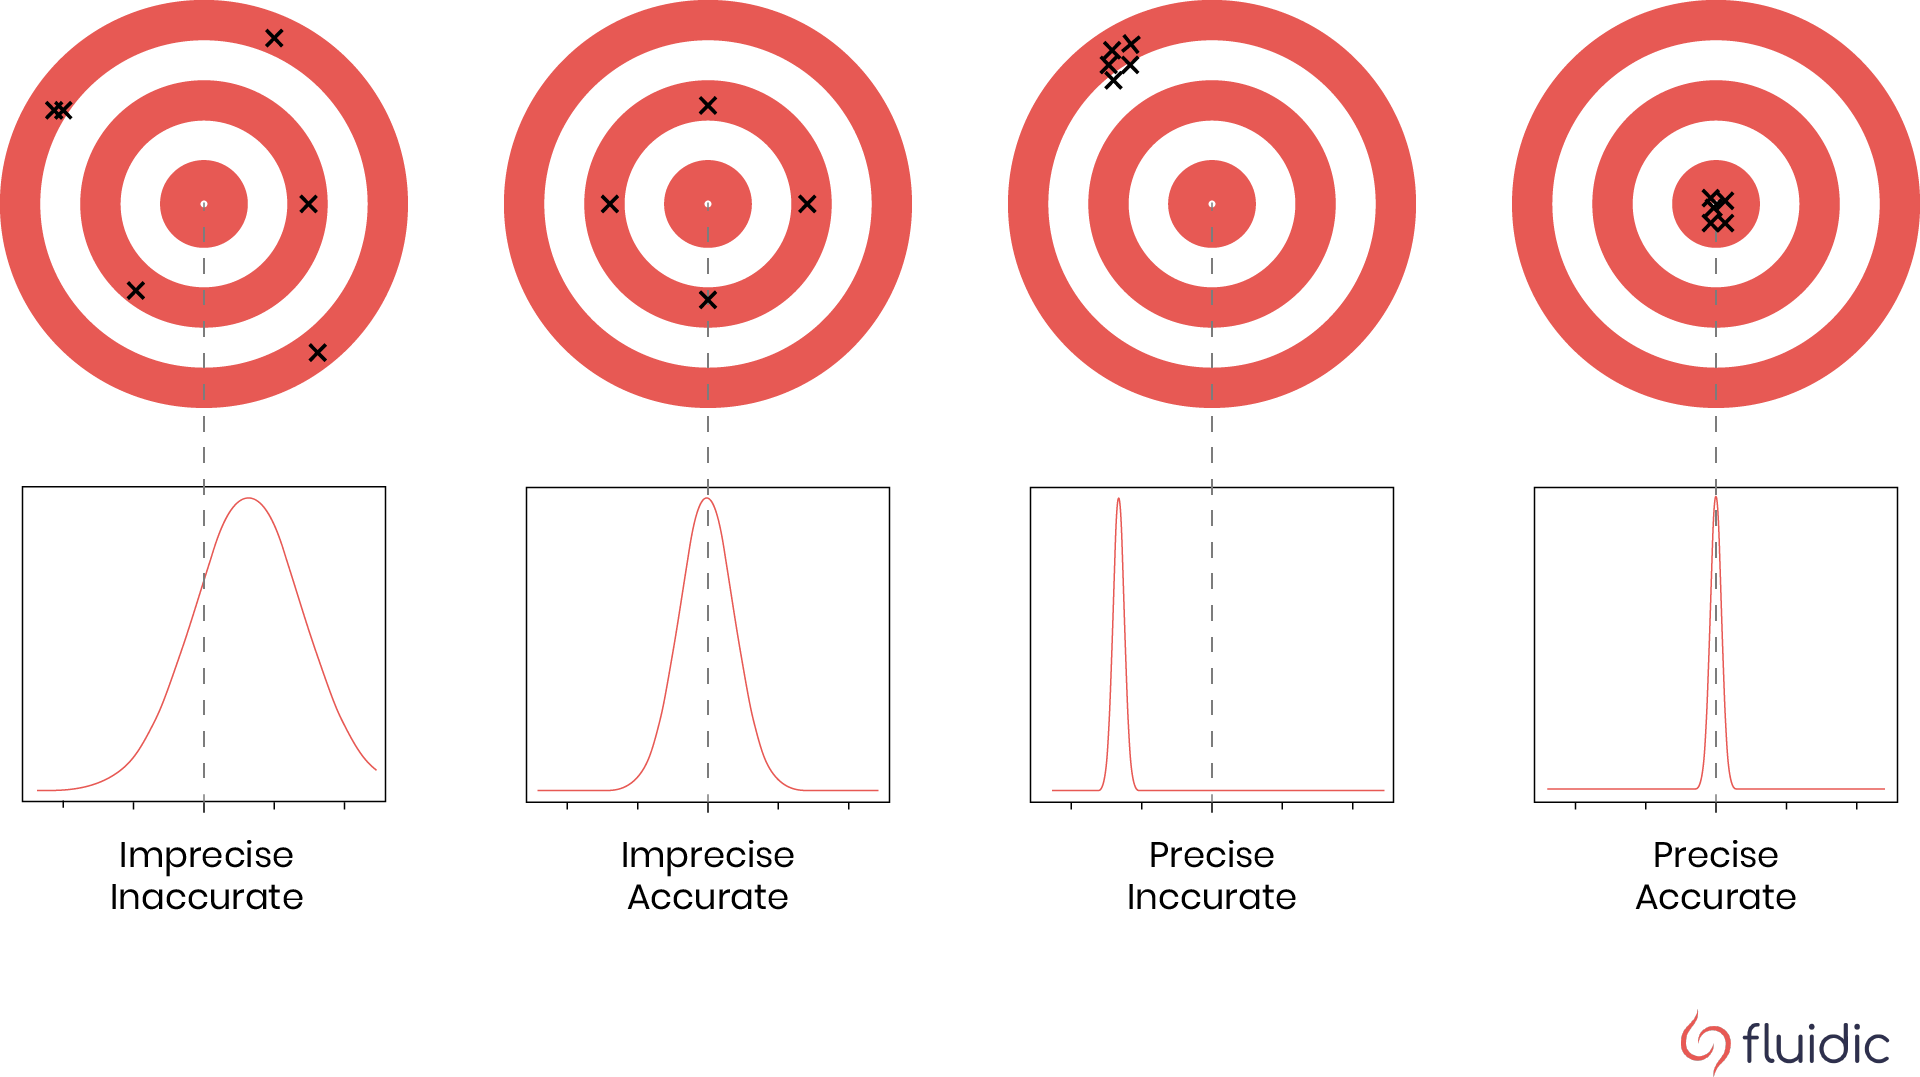 Imprecise
Inaccurate
Imprecise
Accurate
Precise
Inccurate
Precise
Accurate
fluidic